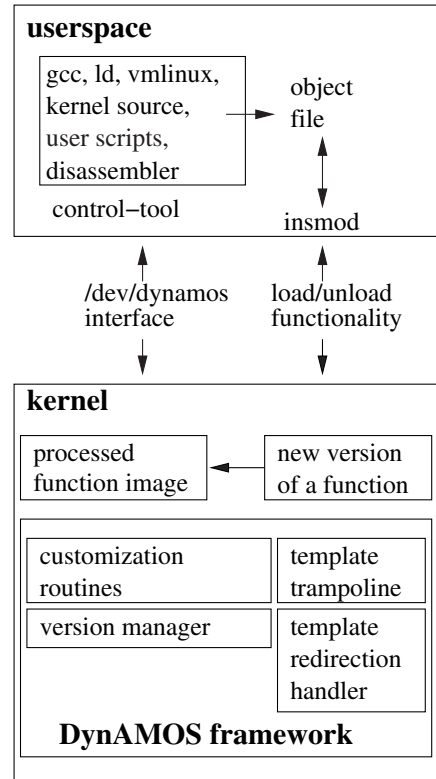 userspace
gcc, ld, vmlinux,
kernel source,
user scripts,
disassembler
object
file
control−tool
insmod
/dev/dynamos
interface
load/unload
functionality
kernel
processed
function image
new version
of a function
customization
routines
template
trampoline
version manager
template
redirection
handler
DynAMOS framework